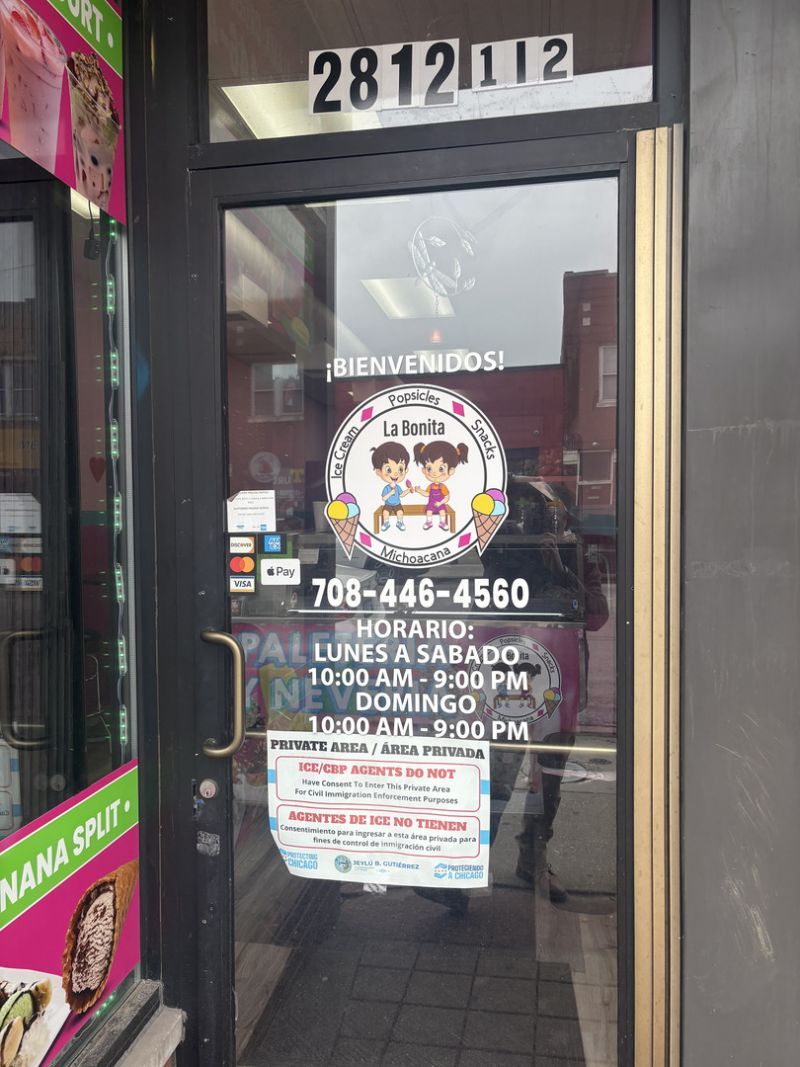 2812 1 1 2
URT •
¡BIENVENIDOS!
Ice Cream Popsicles Snacks
La Bonita
Michoacana
DISCOVER
VISA
Pay
708-446-4560
HORARIO:
LUNES A SABADO
10:00 AM - 9:00 PM
DOMINGO
10:00 AM - 9:00 PM
PRIVATE AREA / ÁREA PRIVADA
ICE/CBP AGENTS DO NOT
Have Consent To Enter This Private Area
For Civil Immigration Enforcement Purposes
AGENTES DE ICE NO TIENEN
Consentimiento para ingresar a esta área privada para
fines de control de inmigración civil
PROTECTING
CHICAGO
JEYLÚ B. GUTIÉRREZ
PROTEGIENDO
A CHICAGO
NANA SPLIT •